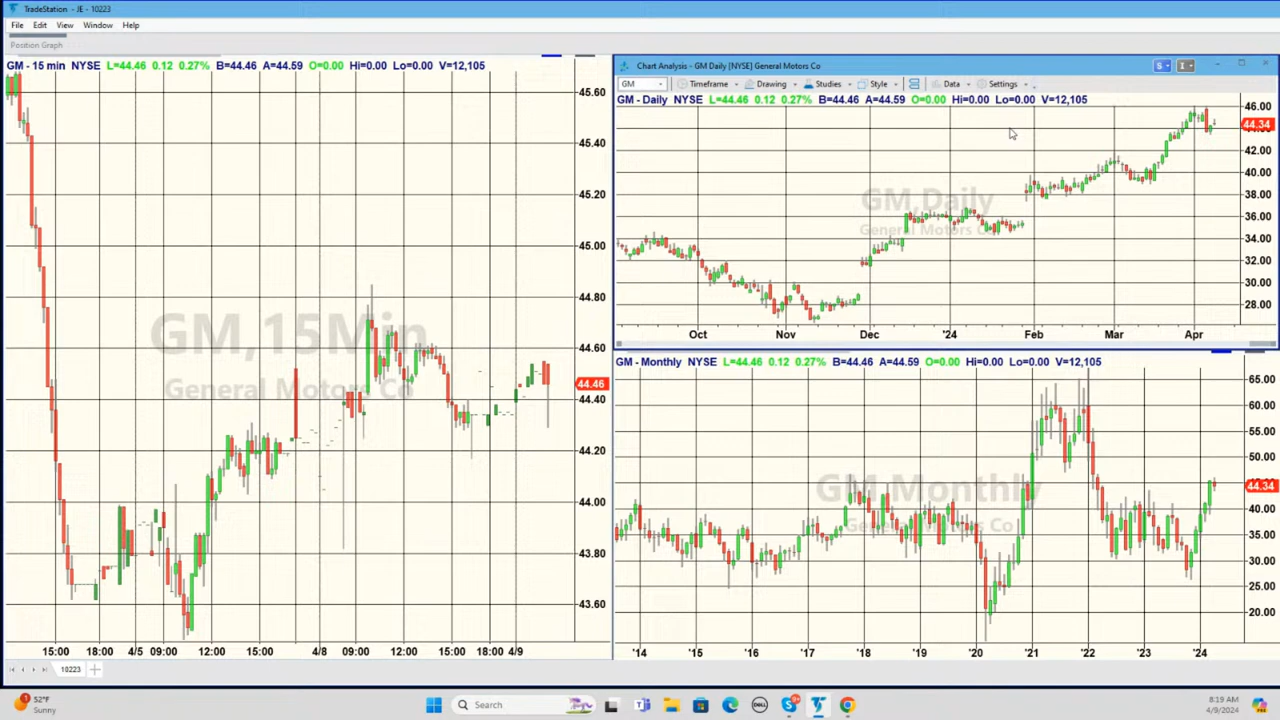 TradeStation - JE - 10223
File Edit View Window Help
Position Graph
GM - 15 min NYSE L=44.46 0.12 0.27% B=44.46 A=44.59 O=0.00 Hi=0.00 Lo=0.00 V=12,105
45.60
45.40
45.20
45.00
44.80
44.60
44.46
44.40
44.20
44.00
43.80
43.60
GM,15Min
General Motors Co
15:00 18:00 4/5 09:00 12:00 15:00 4/8 09:00 12:00 15:00 18:00 4/9
10223
Chart Analysis - GM Daily [NYSE] General Motors Co
GM Timeframe Drawing Studies Style Data Settings
GM - Daily NYSE L=44.46 0.12 0.27% B=44.46 A=44.59 O=0.00 Hi=0.00 Lo=0.00 V=12,105
46.00
44.34
42.00
40.00
38.00
36.00
34.00
32.00
30.00
28.00
GM,Daily
General Motors Co
Oct Nov Dec '24 Feb Mar Apr
GM - Monthly NYSE L=44.46 0.12 0.27% B=44.46 A=44.59 O=0.00 Hi=0.00 Lo=0.00 V=12,105
65.00
55.00
50.00
44.34
40.00
35.00
30.00
25.00
20.00
GM,Monthly
General Motors Co
'14 '15 '16 '17 '18 '19 '20 '21 '22 '23 '24
52°F
Sunny
Search
8:19 AM
4/9/2024